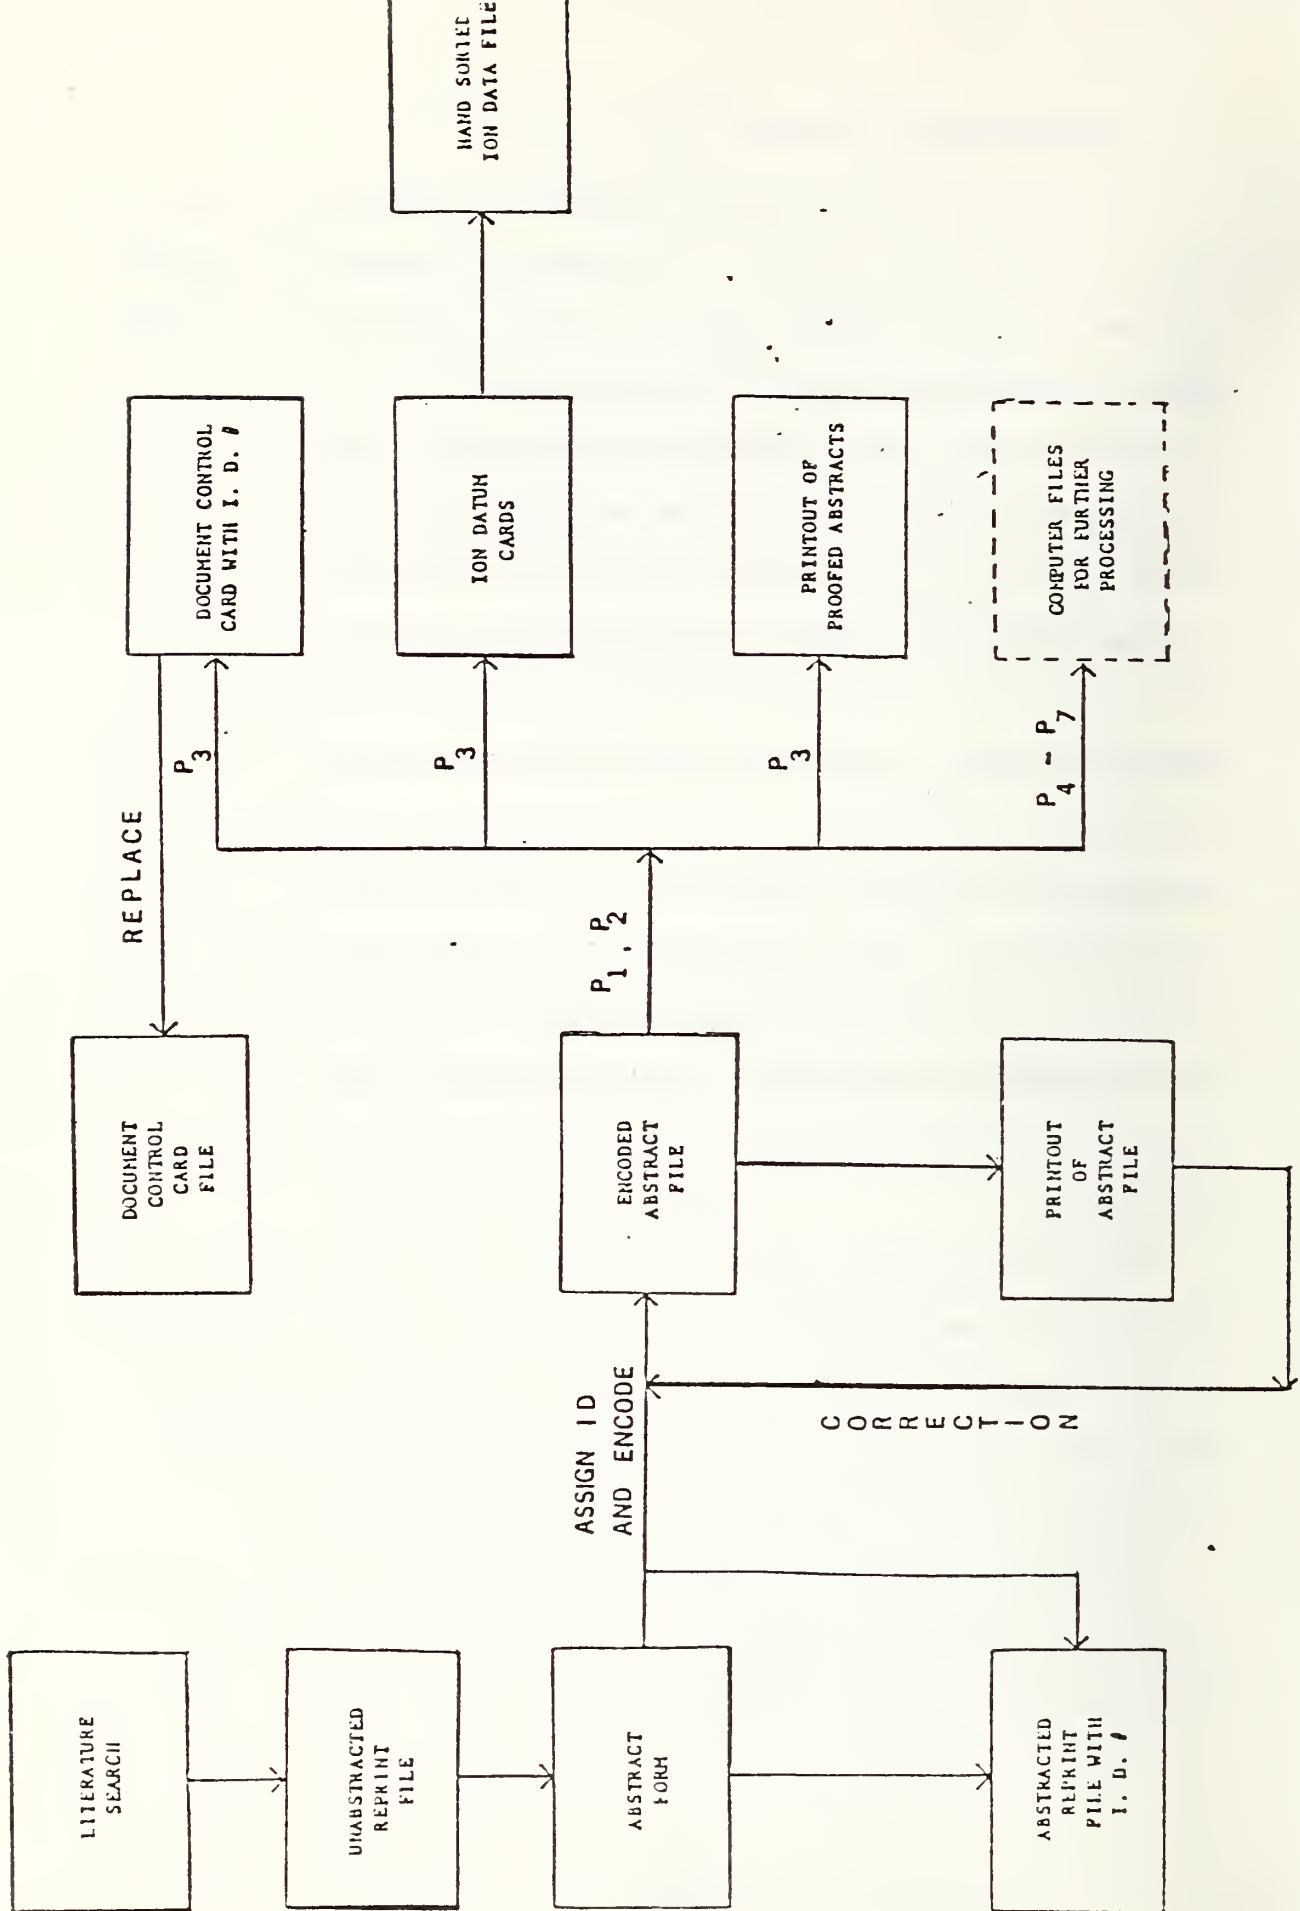 LITERATURE
SEARCH
UNABSTRACTED
REPRINT
FILE
ABSTRACT
FORM
ABSTRACTED
REPRINT
FILE WITH
I. D. #
ASSIGN ID
AND ENCODE
CORRECTION
DOCUMENT
CONTROL
CARD
FILE
ENCODED
ABSTRACT
FILE
PRINTOUT
OF
ABSTRACT
FILE
REPLACE
P1 , P2
P3
P3
P3
P4 - P7
DOCUMENT CONTROL
CARD WITH I. D. #
ION DATUM
CARDS
PRINTOUT OF
PROOFED ABSTRACTS
COMPUTER FILES
FOR FURTHER
PROCESSING
HAND SORTED
ION DATA FILE